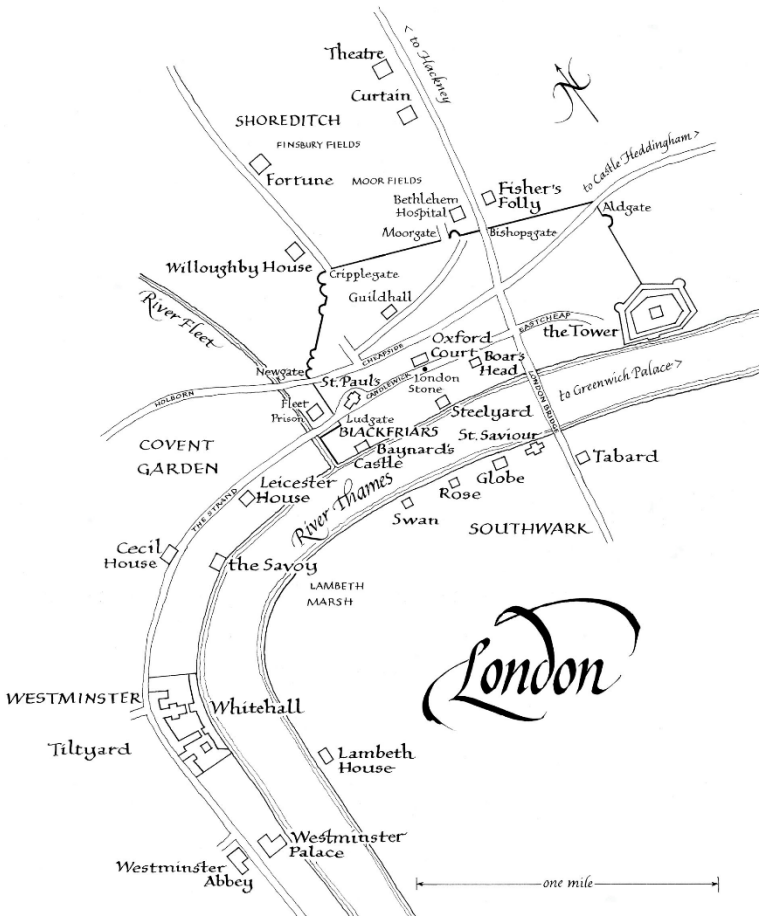 < to Hackney
Theatre
N
Curtain
SHOREDITCH
FINSBURY FIELDS
to Castle Heddingham >
Fortune
MOOR FIELDS
Fisher's
Folly
Bethlehem
Hospital
Aldgate
Moorgate
Bishopsgate
Willoughby House
Cripplegate
River Fleet
Guildhall
EASTCHEAP
the Tower
CHEAPSIDE
Oxford
Court
Boar's
Head
Newgate
St. Paul's
CANDLEWICK
London
Stone
LONDON BRIDGE
to Greenwich Palace >
HOLBORN
Fleet
Prison
Ludgate
Steelyard
BLACKFRIARS
St. Saviour
COVENT
GARDEN
Baynard's
Castle
Tabard
Globe
Leicester
House
River Thames
Rose
THE STRAND
Swan
SOUTHWARK
Cecil
House
the Savoy
LAMBETH
MARSH
London
WESTMINSTER
Whitehall
Tiltyard
Lambeth
House
Westminster
Palace
Westminster
Abbey
one mile